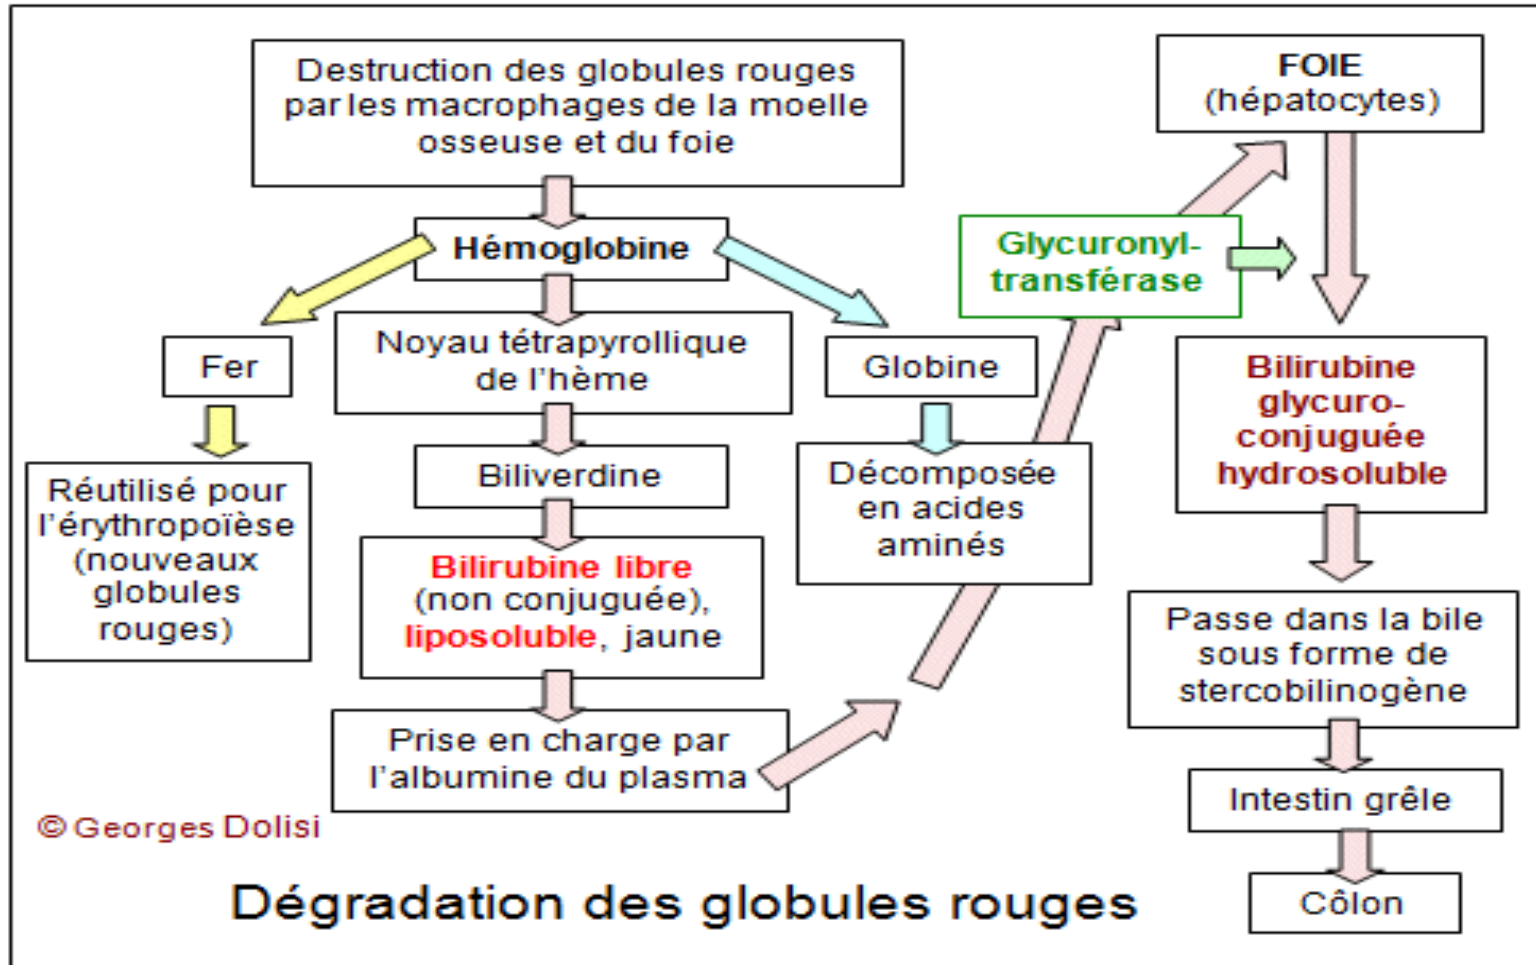 Destruction des globules rouges
par les macrophages de la moelle
osseuse et du foie
Hémoglobine
Fer
Réutilisé pour
l'érythropoïèse
(nouveaux
globules
rouges)
Noyau tétrapyrollique
de l'hème
Biliverdine
Bilirubine libre
(non conjuguée),
liposoluble, jaune
Prise en charge par
l'albumine du plasma
Globine
Décomposée
en acides
aminés
Glycuronyl-
transférase
FOIE
(hépatocytes)
Bilirubine
glycuro-
conjuguée
hydrosoluble
Passe dans la bile
sous forme de
stercobilinogène
Intestin grêle
Côlon
© Georges Dolisi
Dégradation des globules rouges